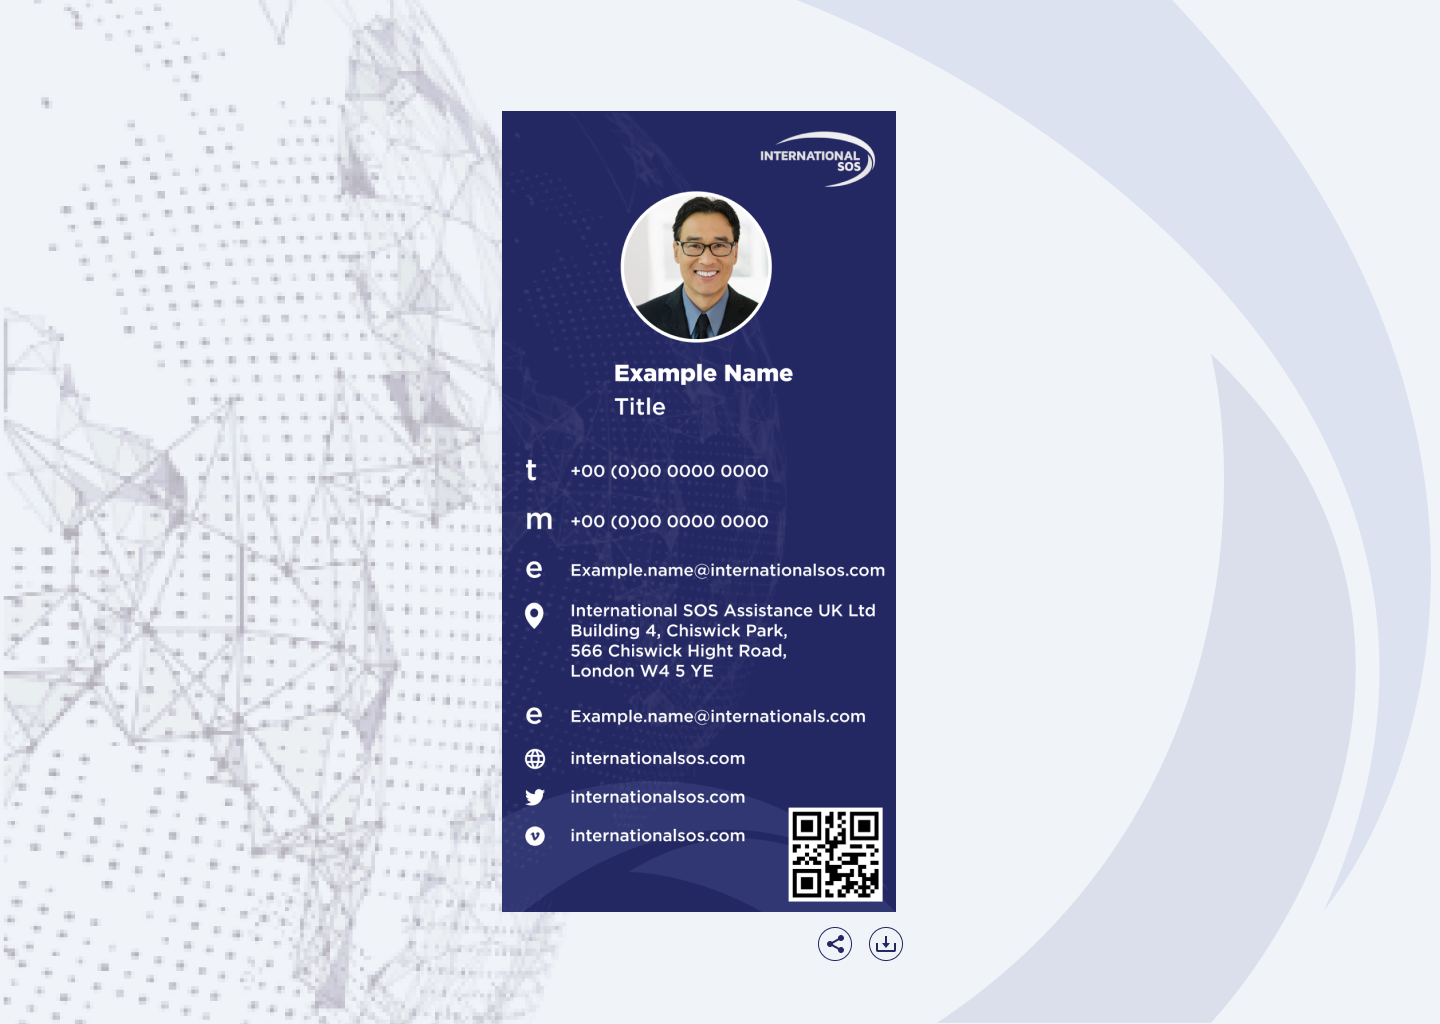 INTERNATIONAL
SOS
Example Name
Title
t +00 (0)00 0000 0000
m +00 (0)00 0000 0000
e Example.name@internationalsos.com
International SOS Assistance UK Ltd
Building 4, Chiswick Park,
566 Chiswick Hight Road,
London W4 5 YE
e Example.name@internationals.com
internationalsos.com
internationalsos.com
internationalsos.com